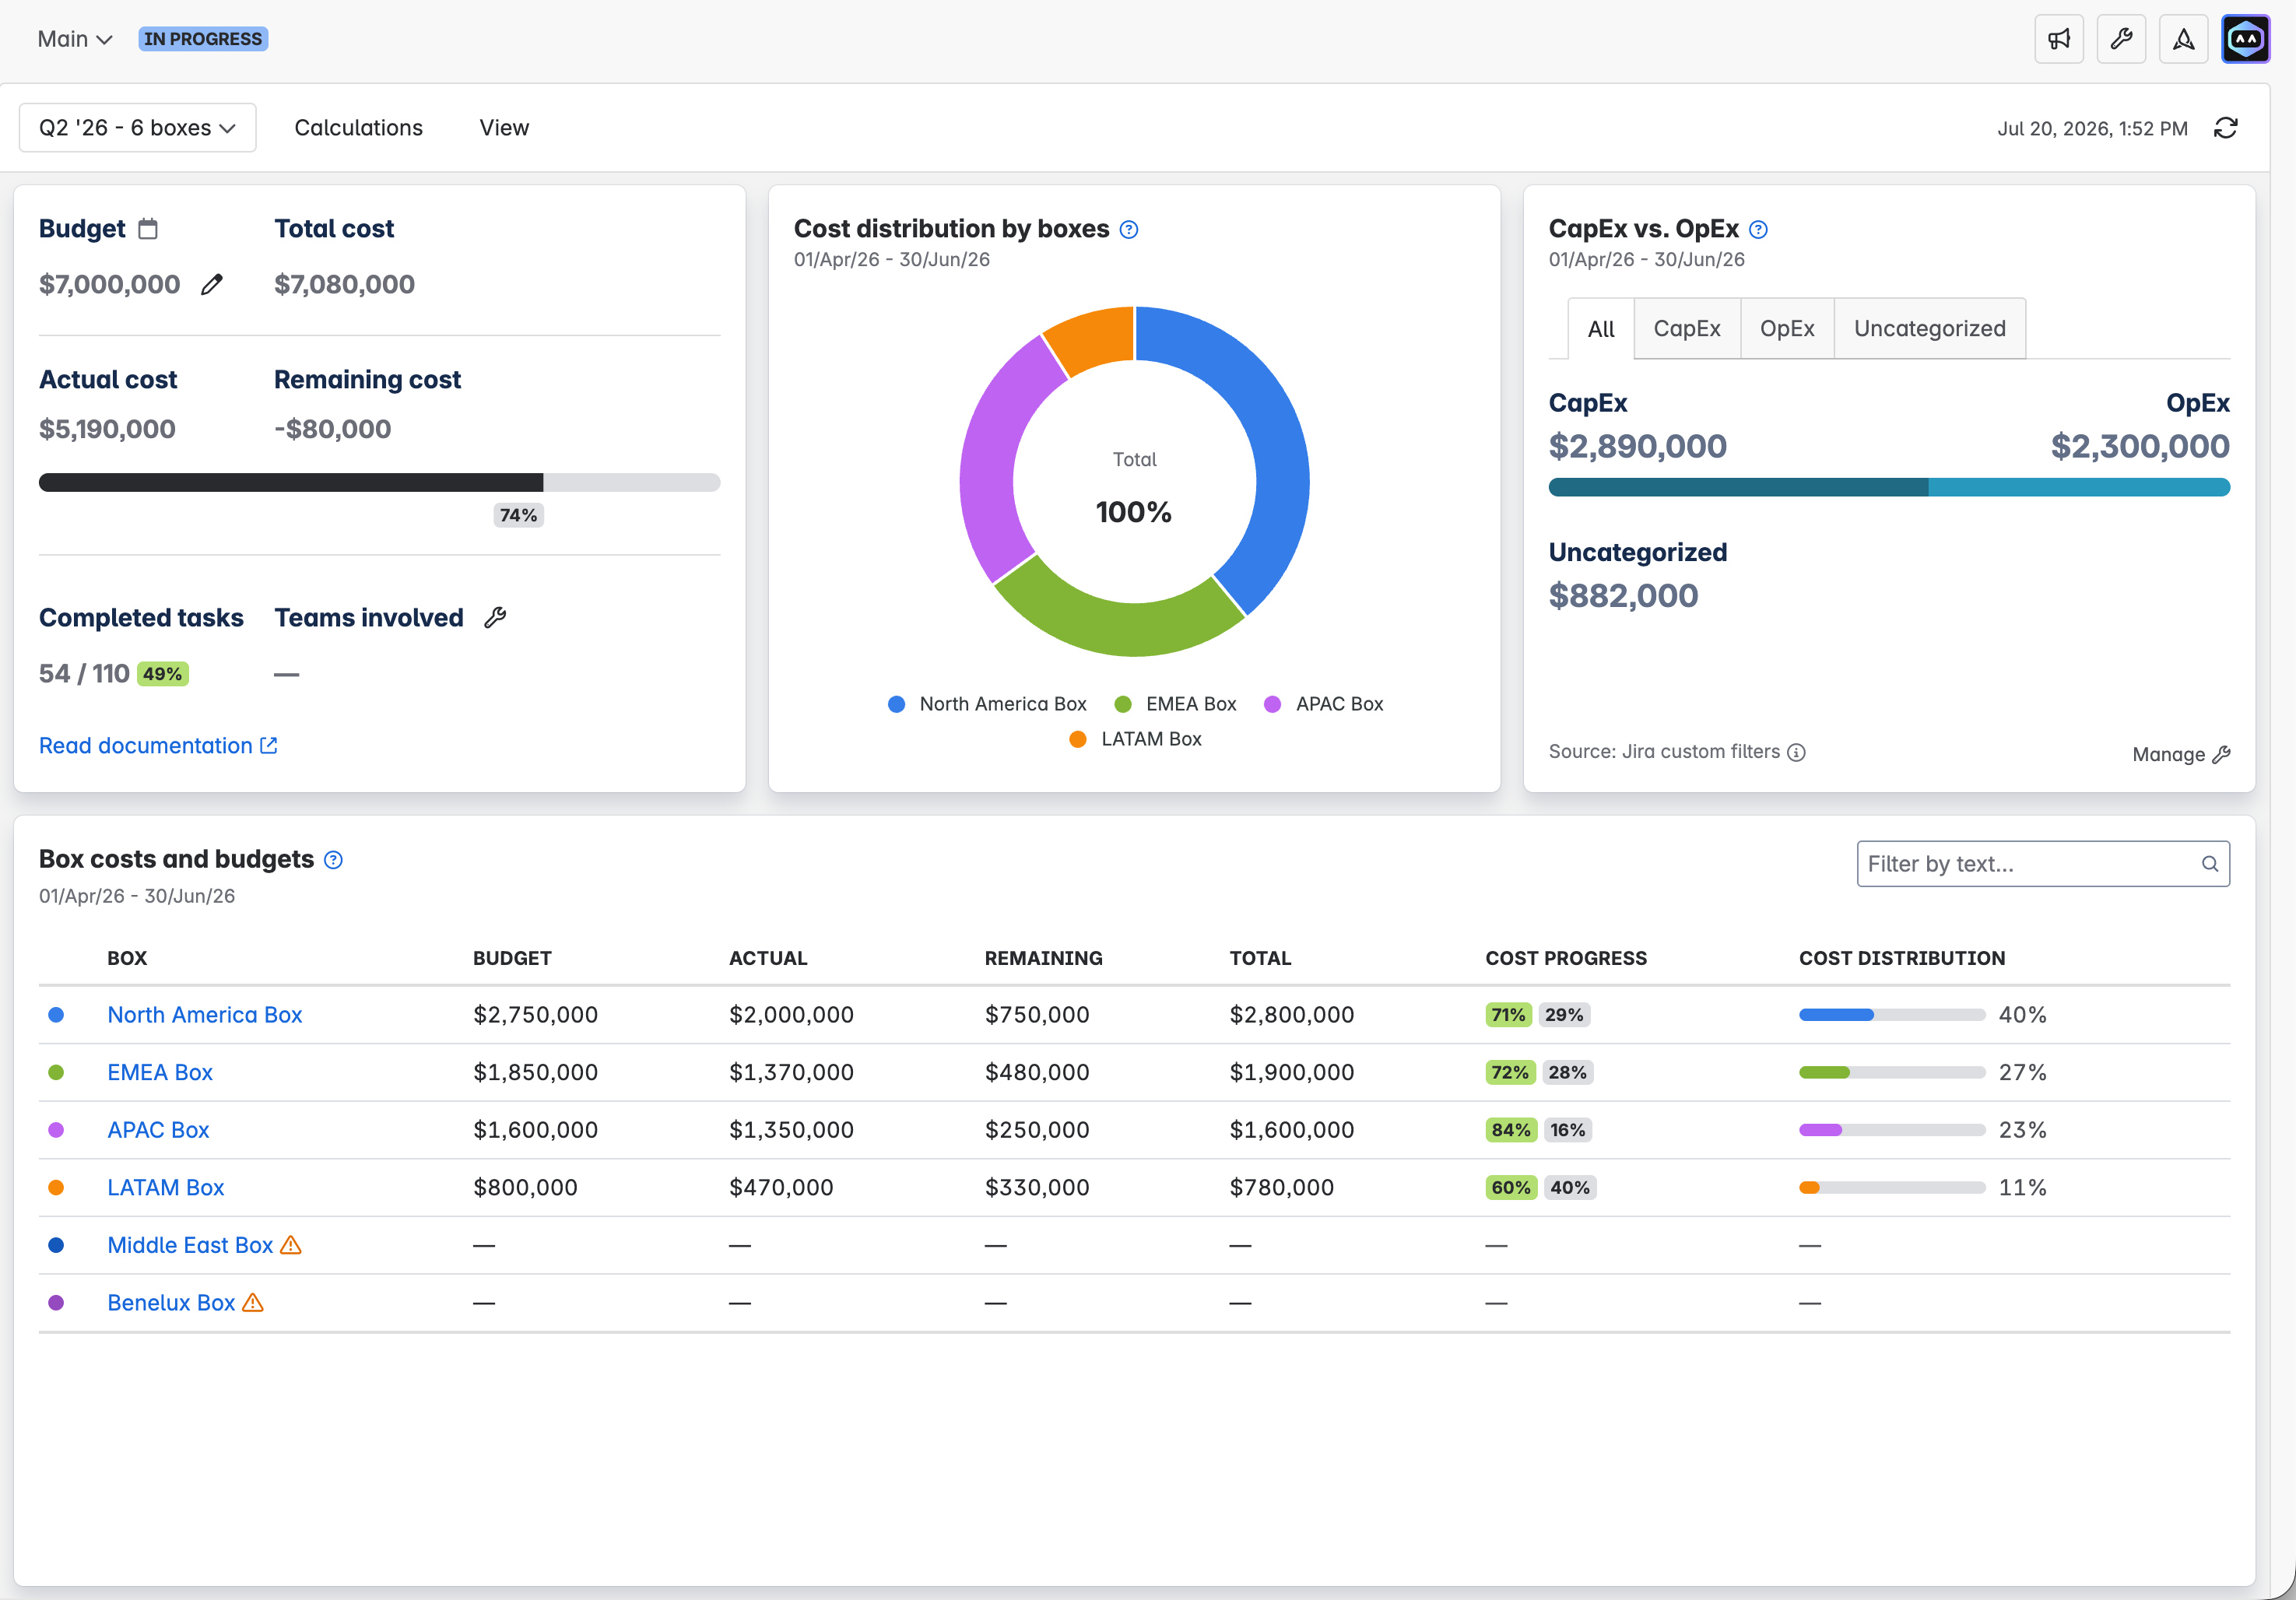 Main IN PROGRESS
Q2 '26 - 6 boxes Calculations View Jul 20, 2026, 1:52 PM
Budget Total cost
$7,000,000 $7,080,000
Actual cost Remaining cost
$5,190,000 -$80,000
74%
Completed tasks Teams involved
54 / 110 49% —
Read documentation
Cost distribution by boxes
01/Apr/26 - 30/Jun/26
Total
100%
North America Box EMEA Box APAC Box
LATAM Box
CapEx vs. OpEx
01/Apr/26 - 30/Jun/26
All CapEx OpEx Uncategorized
CapEx OpEx
$2,890,000 $2,300,000
Uncategorized
$882,000
Source: Jira custom filters Manage
Box costs and budgets
01/Apr/26 - 30/Jun/26
Filter by text...
BOX BUDGET ACTUAL REMAINING TOTAL COST PROGRESS COST DISTRIBUTION
North America Box $2,750,000 $2,000,000 $750,000 $2,800,000 71% 29% 40%
EMEA Box $1,850,000 $1,370,000 $480,000 $1,900,000 72% 28% 27%
APAC Box $1,600,000 $1,350,000 $250,000 $1,600,000 84% 16% 23%
LATAM Box $800,000 $470,000 $330,000 $780,000 60% 40% 11%
Middle East Box — — — — — —
Benelux Box — — — — — —